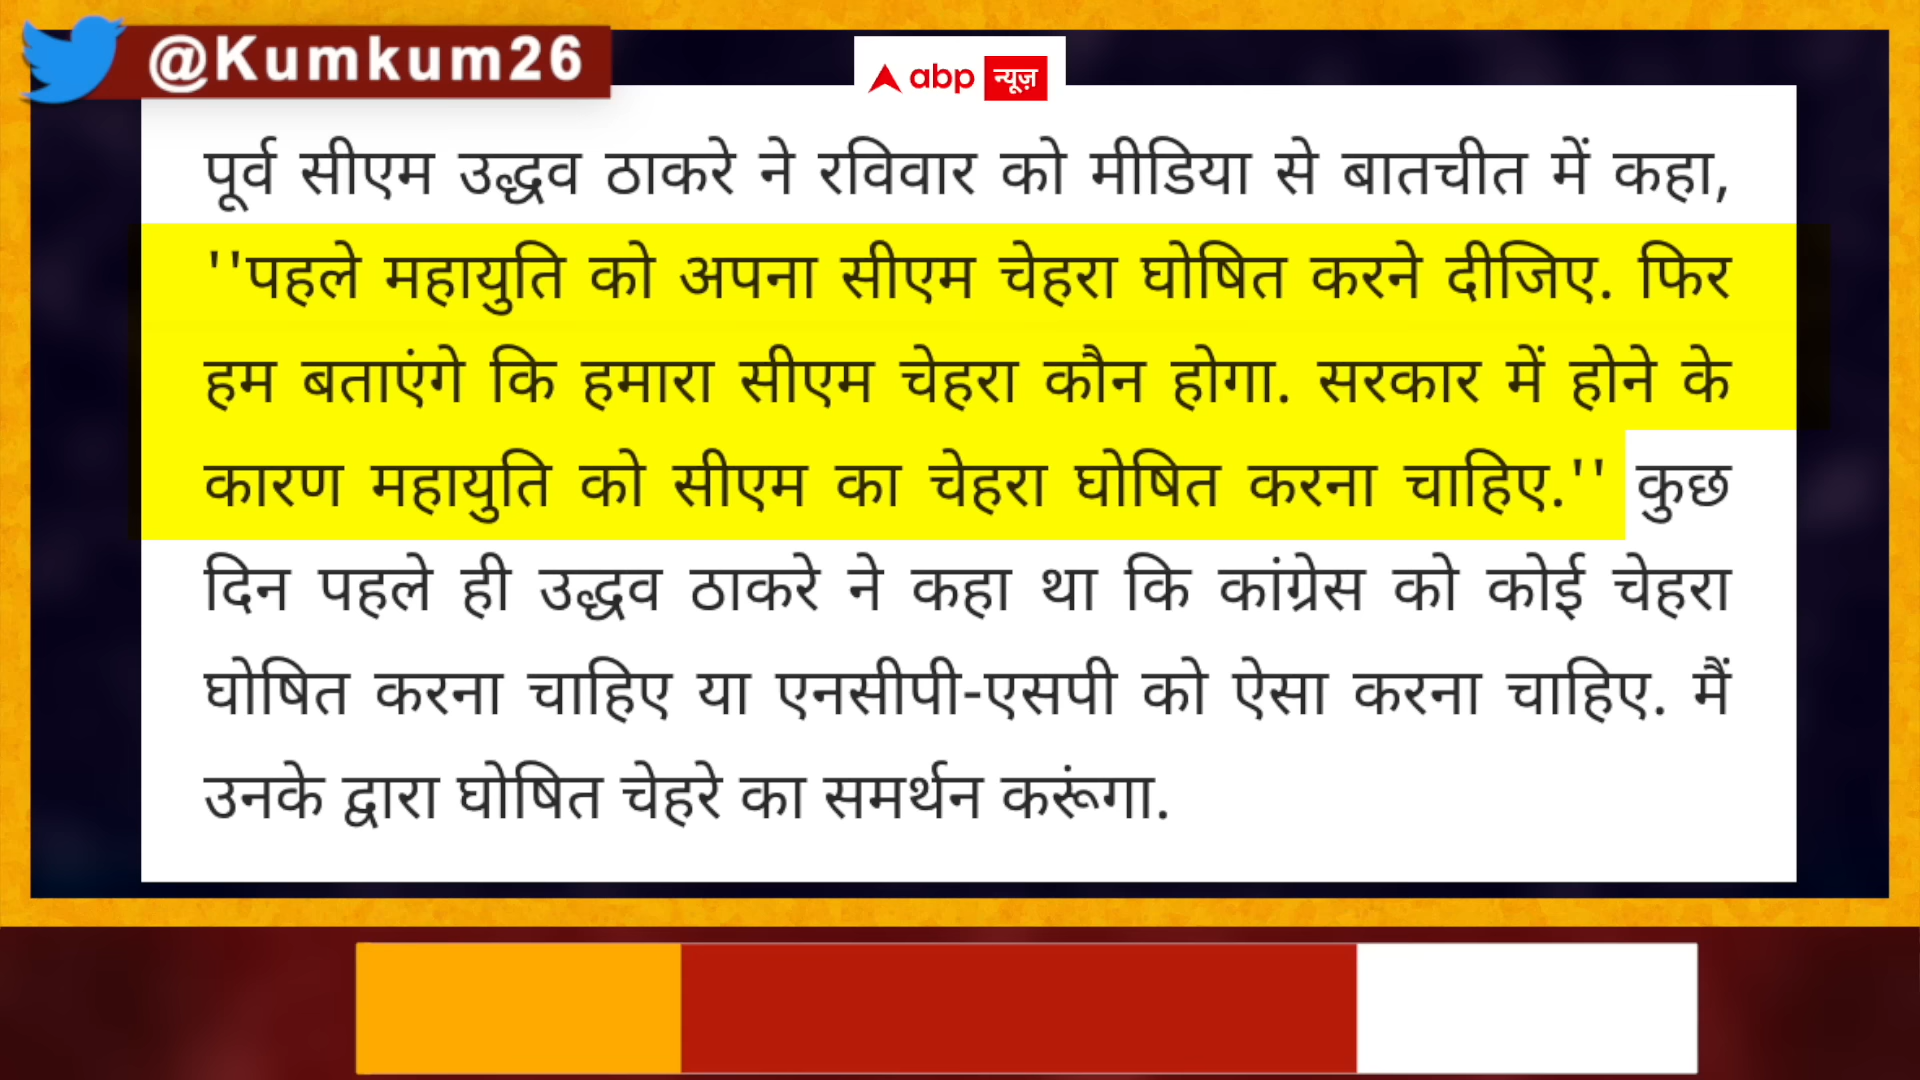 @Kumkum26
abp न्यूज़
पूर्व सीएम उद्धव ठाकरे ने रविवार को मीडिया से बातचीत में कहा,
''पहले महायुति को अपना सीएम चेहरा घोषित करने दीजिए. फिर
हम बताएंगे कि हमारा सीएम चेहरा कौन होगा. सरकार में होने के
कारण महायुति को सीएम का चेहरा घोषित करना चाहिए.'' कुछ
दिन पहले ही उद्धव ठाकरे ने कहा था कि कांग्रेस को कोई चेहरा
घोषित करना चाहिए या एनसीपी-एसपी को ऐसा करना चाहिए. मैं
उनके द्वारा घोषित चेहरे का समर्थन करूंगा.